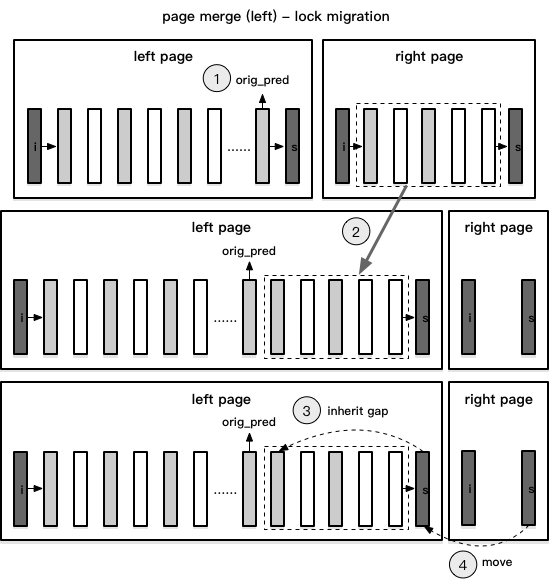 page merge (left) – lock migration
left page
right page
1
orig_pred
i
......
s
i
s
left page
right page
2
orig_pred
i
......
s
i
s
left page
right page
3
inherit gap
orig_pred
i
......
s
i
s
4
move